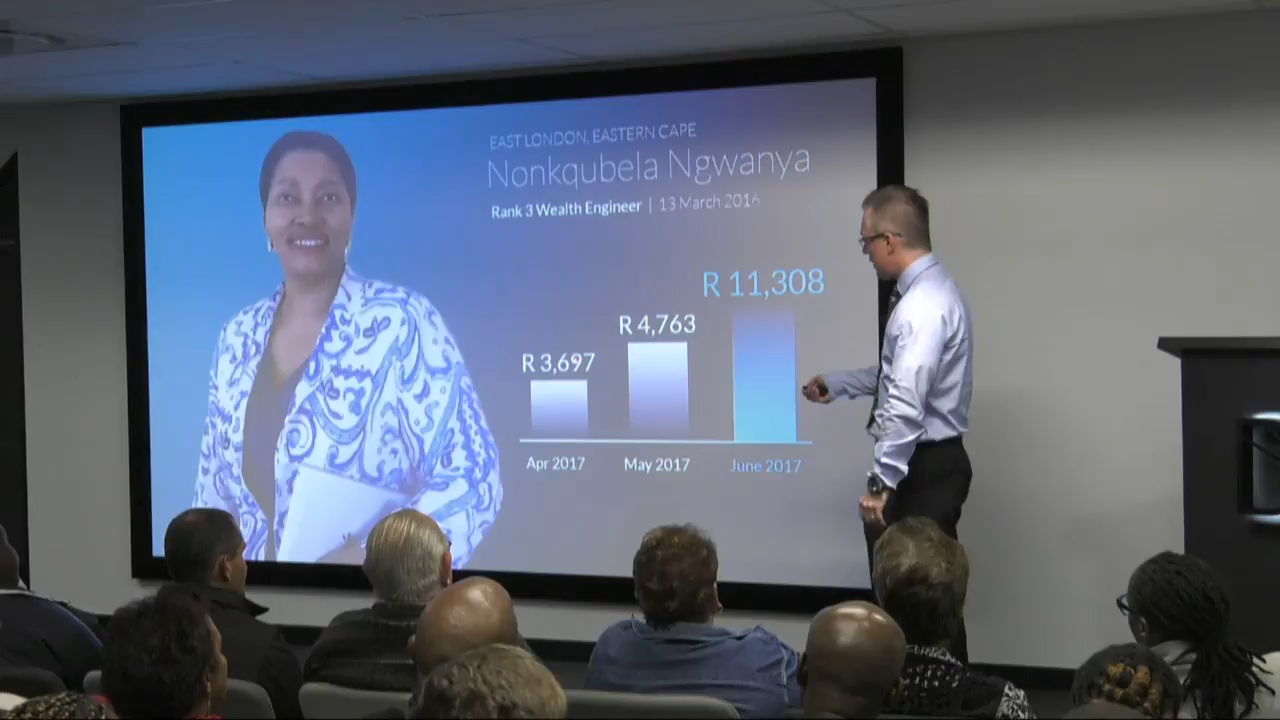 EAST LONDON, EASTERN CAPE
Nonkqubela Ngwanya
Rank 3 Wealth Engineer | 13 March 2016
R 11,308
R 4,763
R 3,697
Apr 2017 May 2017 June 2017